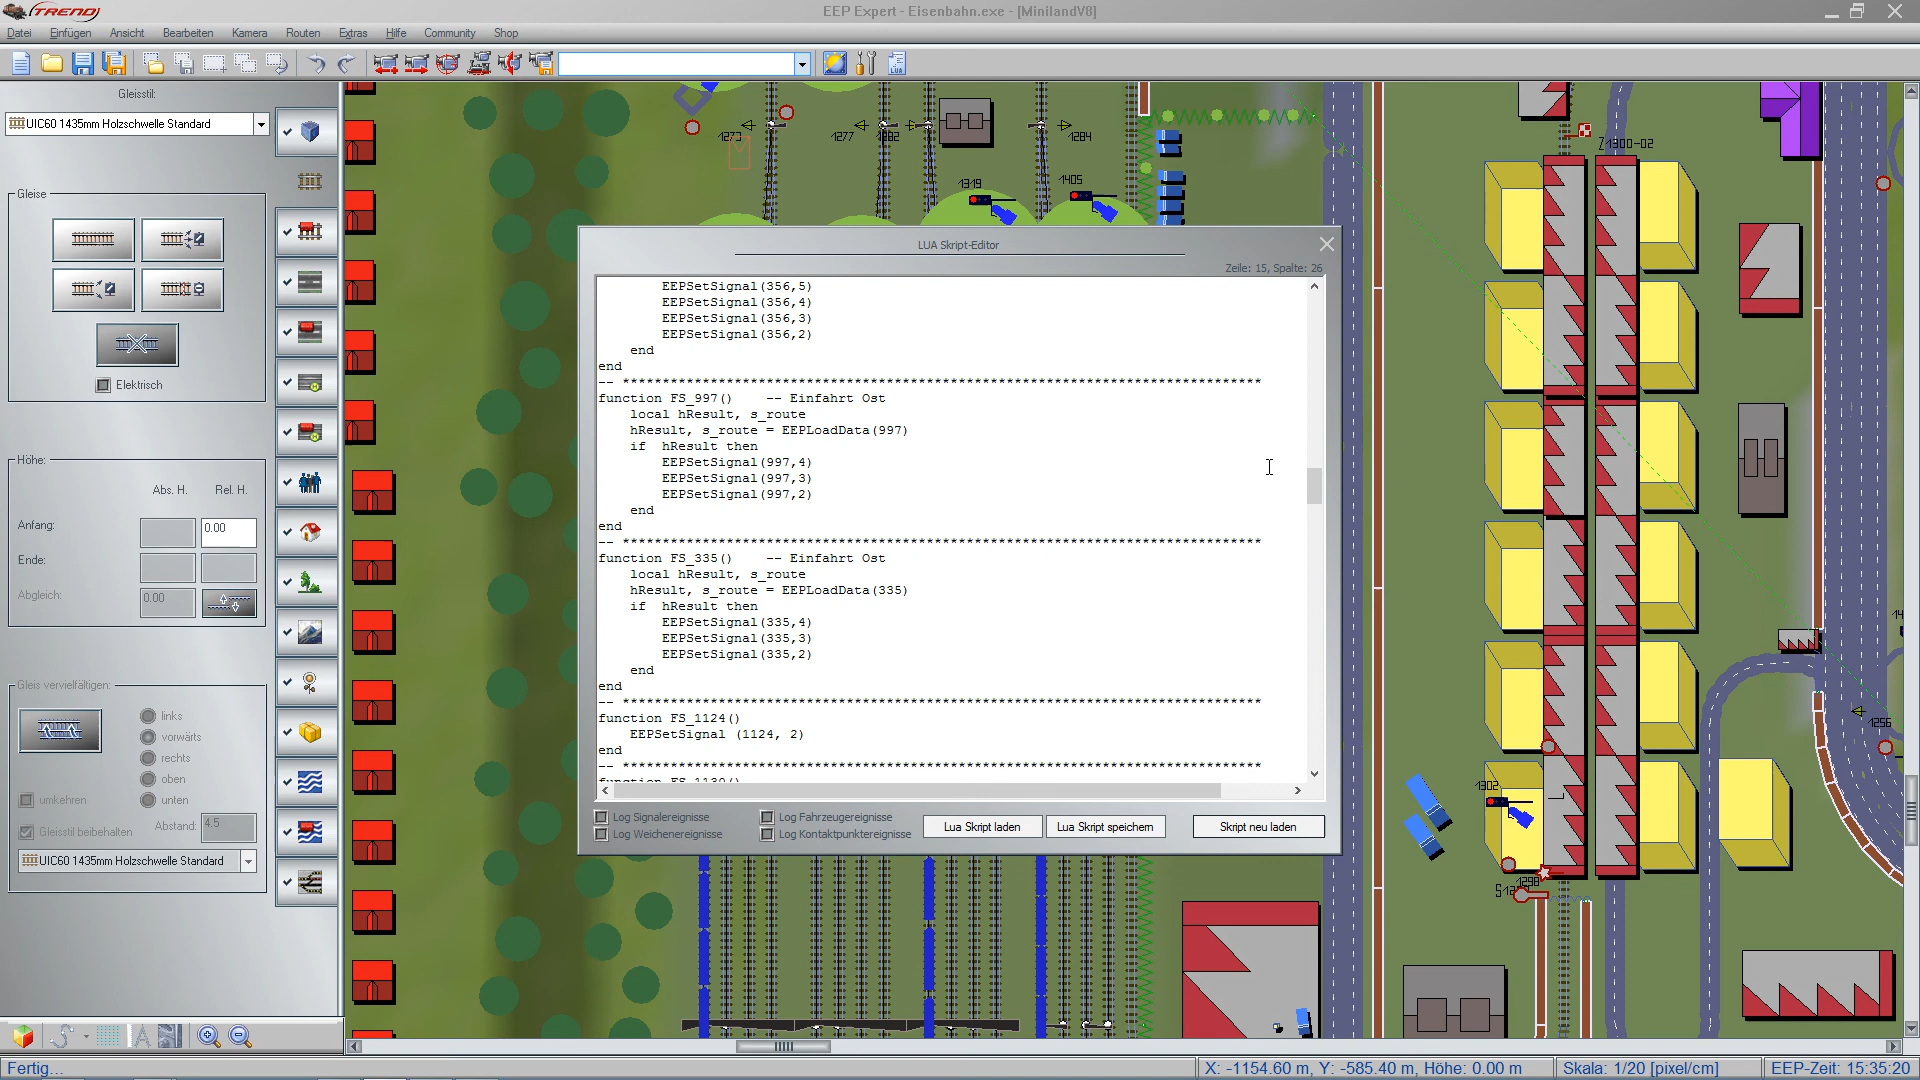 TREND
EEP Expert - Eisenbahn.exe - [MinilandV8]
Datei Einfügen Ansicht Bearbeiten Kamera Routen Extras Hilfe Community Shop
Gleisstil:
UIC60 1435mm Holzschwelle Standard
Gleise
Elektrisch
Höhe:
Abs. H. Rel. H.
Anfang: 0.00
Ende:
Abgleich: 0.00
Gleis vervielfältigen:
links
vorwärts
rechts
oben
unten
umkehren
Gleisstil beibehalten
Abstand: 4.5
UIC60 1435mm Holzschwelle Standard
1273
1277
1282
1284
1319
1405
Z1300-02
1256
1302
1298
LUA Skript-Editor
Zeile: 15, Spalte: 26
EEPSetSignal(356,5)
EEPSetSignal(356,4)
EEPSetSignal(356,3)
EEPSetSignal(356,2)
end
end
-- ********************************************************************************
function FS_997() -- Einfahrt Ost
local hResult, s_route
hResult, s_route = EEPLoadData(997)
if hResult then
EEPSetSignal(997,4)
EEPSetSignal(997,3)
EEPSetSignal(997,2)
end
end
-- ********************************************************************************
function FS_335() -- Einfahrt Ost
local hResult, s_route
hResult, s_route = EEPLoadData(335)
if hResult then
EEPSetSignal(335,4)
EEPSetSignal(335,3)
EEPSetSignal(335,2)
end
end
-- ********************************************************************************
function FS_1124()
EEPSetSignal (1124, 2)
end
-- ********************************************************************************
function FS_1130()
Log Signalereignisse
Log Fahrzeugereignisse
Log Weichenereignisse
Log Kontaktpunktereignisse
Lua Skript laden
Lua Skript speichern
Skript neu laden
Fertig...
X: -1154.60 m, Y: -585.40 m, Höhe: 0.00 m
Skala: 1/20 [pixel/cm]
EEP-Zeit: 15:35:20